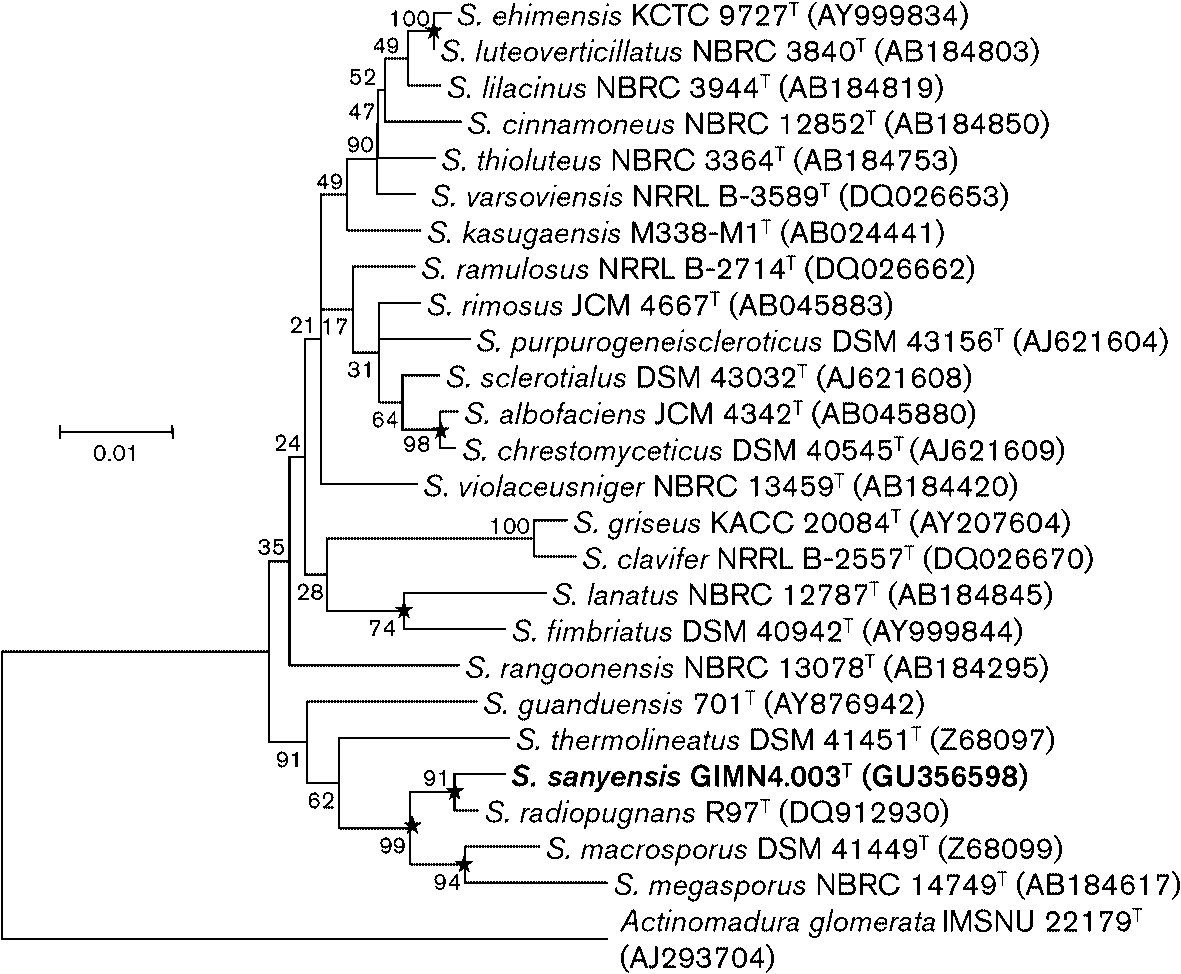 100 S. ehimensis KCTC 9727ᵀ (AY999834)
49 S. luteoverticillatus NBRC 3840ᵀ (AB184803)
52 S. lilacinus NBRC 3944ᵀ (AB184819)
47 S. cinnamoneus NBRC 12852ᵀ (AB184850)
90 S. thioluteus NBRC 3364ᵀ (AB184753)
49 S. varsoviensis NRRL B-3589ᵀ (DQ026653)
S. kasugaensis M338-M1ᵀ (AB024441)
S. ramulosus NRRL B-2714ᵀ (DQ026662)
S. rimosus JCM 4667ᵀ (AB045883)
21 17 S. purpurogeneiscleroticus DSM 43156ᵀ (AJ621604)
31 S. sclerotialus DSM 43032ᵀ (AJ621608)
64 S. albofaciens JCM 4342ᵀ (AB045880)
0.01 24 98 S. chrestomyceticus DSM 40545ᵀ (AJ621609)
S. violaceusniger NBRC 13459ᵀ (AB184420)
100 S. griseus KACC 20084ᵀ (AY207604)
35 S. clavifer NRRL B-2557ᵀ (DQ026670)
28 S. lanatus NBRC 12787ᵀ (AB184845)
74 S. fimbriatus DSM 40942ᵀ (AY999844)
S. rangoonensis NBRC 13078ᵀ (AB184295)
S. guanduensis 701ᵀ (AY876942)
91 S. thermolineatus DSM 41451ᵀ (Z68097)
91 S. sanyensis GIMN4.003ᵀ (GU356598)
62 S. radiopugnans R97ᵀ (DQ912930)
99 S. macrosporus DSM 41449ᵀ (Z68099)
94 S. megasporus NBRC 14749ᵀ (AB184617)
Actinomadura glomerata IMSNU 22179ᵀ
(AJ293704)